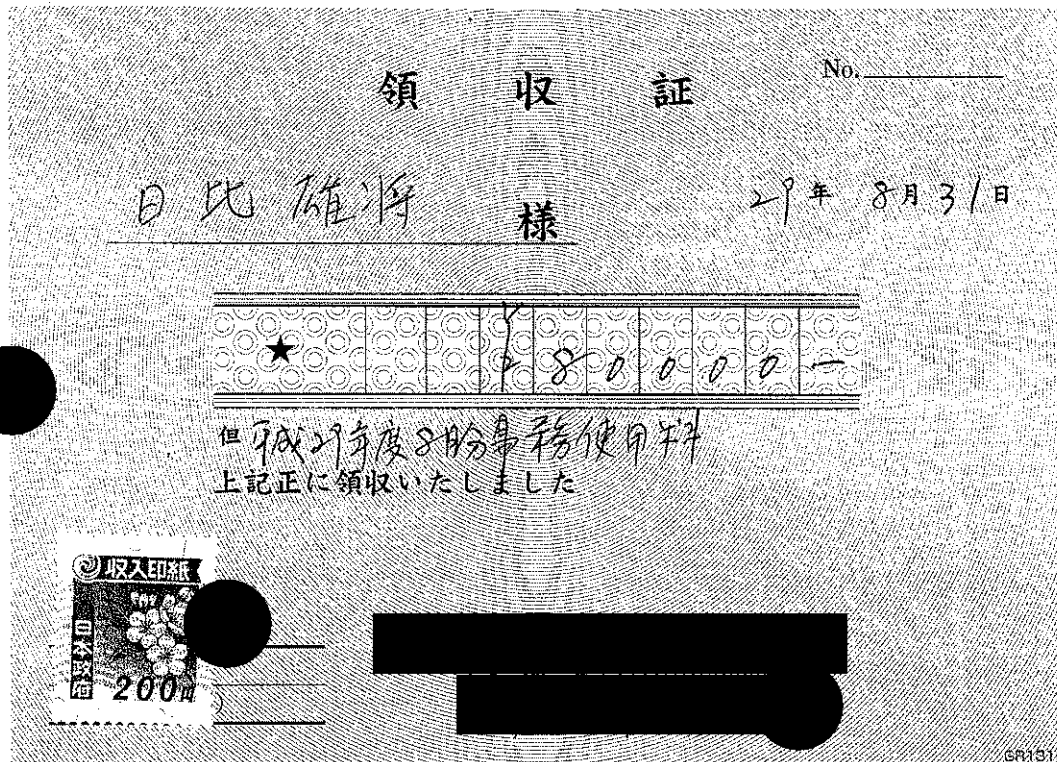 領収証
No.
日比雄将 様
29年 8月31日
★ ¥280000-
但 平成29年度8月分事務使用料
上記正に領収いたしました
収入印紙
日本政府
200円
GR131